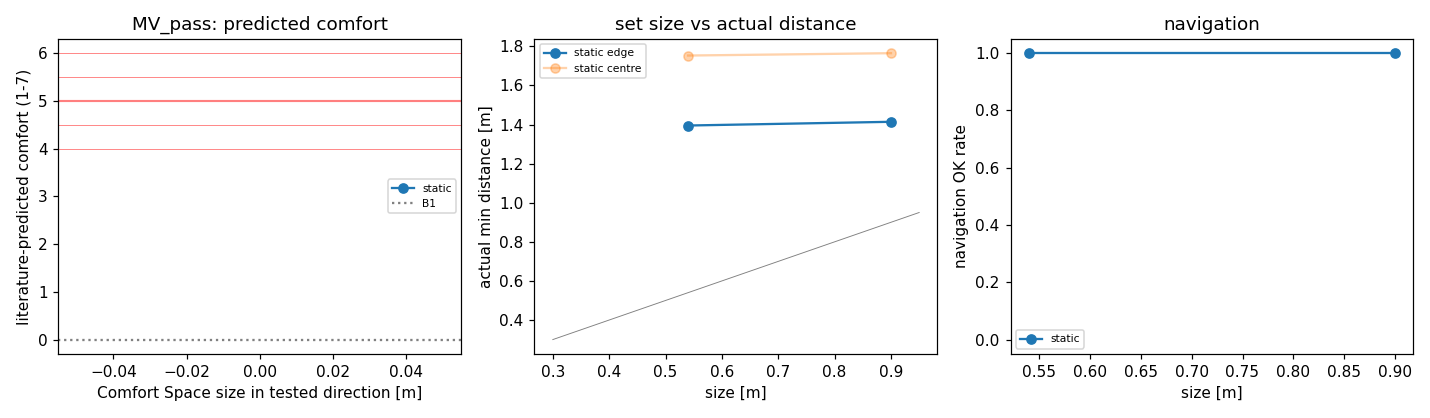 MV_pass: predicted comfort
literature-predicted comfort (1-7)
6
5
4
3
2
1
0
static
B1
−0.04 −0.02 0.00 0.02 0.04
Comfort Space size in tested direction [m]
set size vs actual distance
actual min distance [m]
1.8
1.6
1.4
1.2
1.0
0.8
0.6
0.4
static edge
static centre
0.3 0.4 0.5 0.6 0.7 0.8 0.9
size [m]
navigation
navigation OK rate
1.0
0.8
0.6
0.4
0.2
0.0
static
0.55 0.60 0.65 0.70 0.75 0.80 0.85 0.90
size [m]